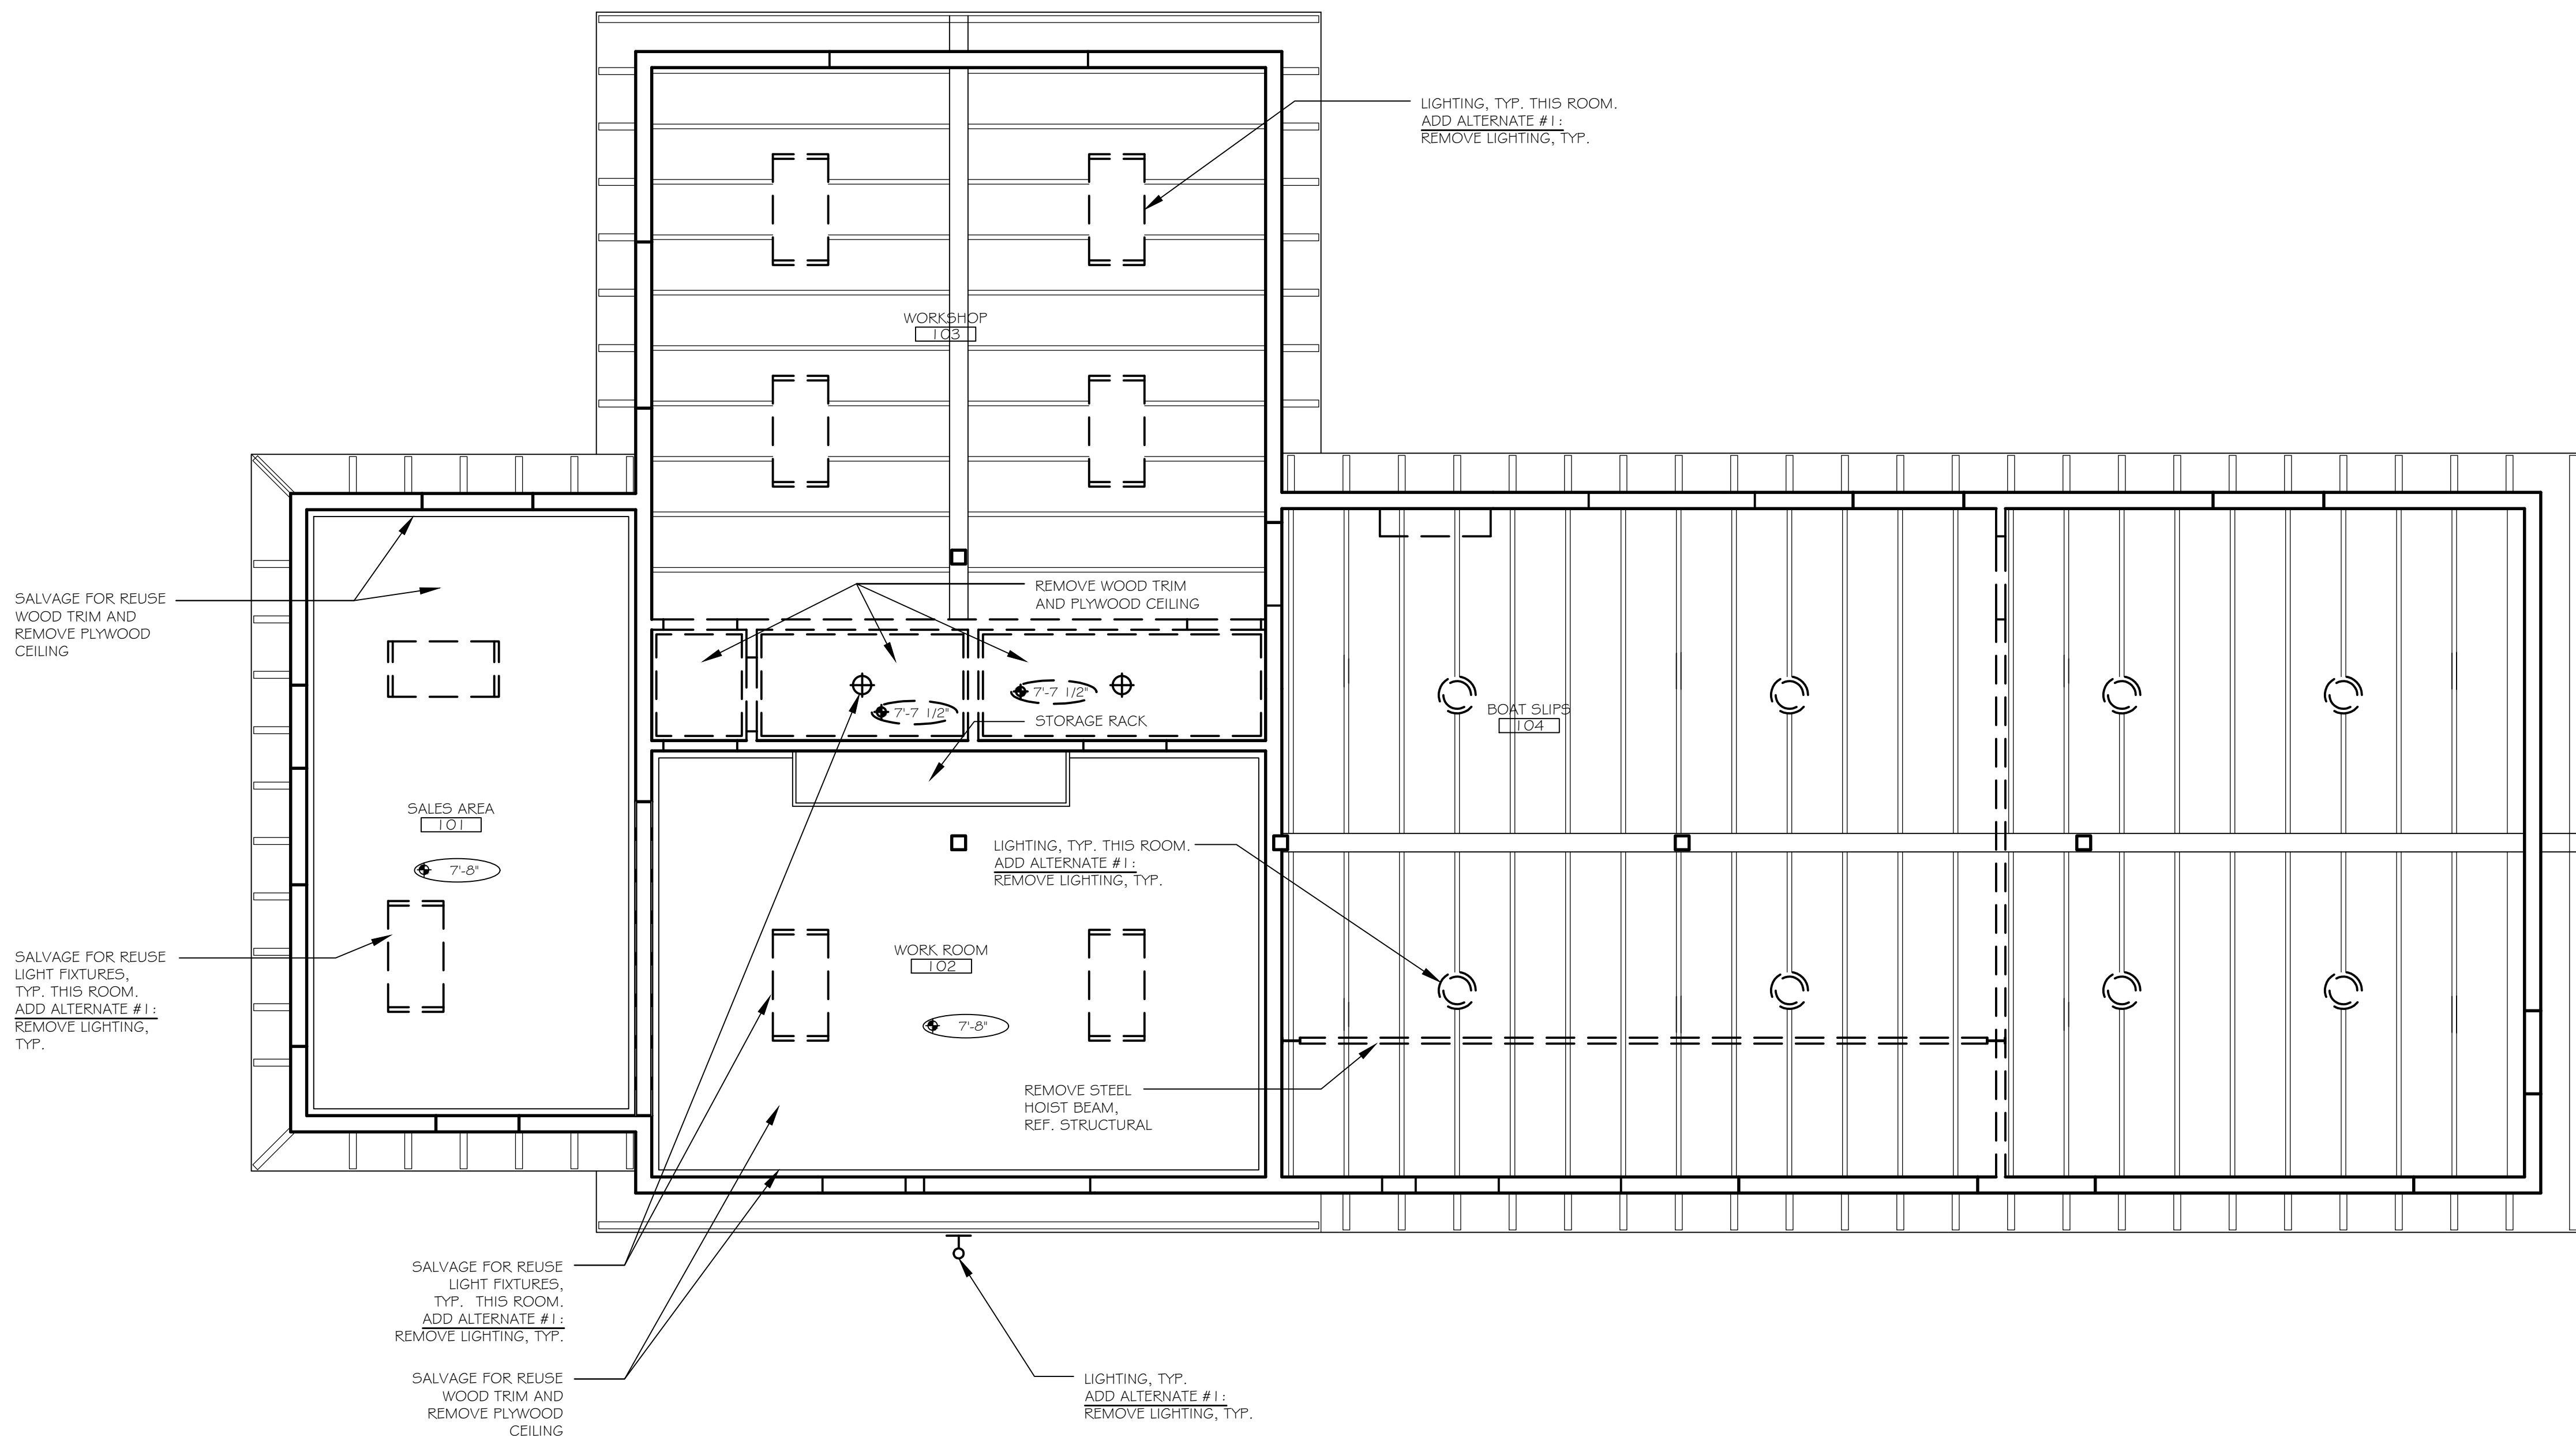 LIGHTING, TYP. THIS ROOM.
ADD ALTERNATE #1:
REMOVE LIGHTING, TYP.
WORKSHOP
103
SALVAGE FOR REUSE
WOOD TRIM AND
REMOVE PLYWOOD
CEILING
REMOVE WOOD TRIM
AND PLYWOOD CEILING
7'-7 1/2"
7'-7 1/2"
STORAGE RACK
BOAT SLIPS
104
SALES AREA
101
7'-8"
LIGHTING, TYP. THIS ROOM.
ADD ALTERNATE #1:
REMOVE LIGHTING, TYP.
WORK ROOM
102
7'-8"
SALVAGE FOR REUSE
LIGHT FIXTURES,
TYP. THIS ROOM.
ADD ALTERNATE #1:
REMOVE LIGHTING,
TYP.
REMOVE STEEL
HOIST BEAM,
REF. STRUCTURAL
SALVAGE FOR REUSE
LIGHT FIXTURES,
TYP. THIS ROOM.
ADD ALTERNATE #1:
REMOVE LIGHTING, TYP.
SALVAGE FOR REUSE
WOOD TRIM AND
REMOVE PLYWOOD
CEILING
LIGHTING, TYP.
ADD ALTERNATE #1:
REMOVE LIGHTING, TYP.